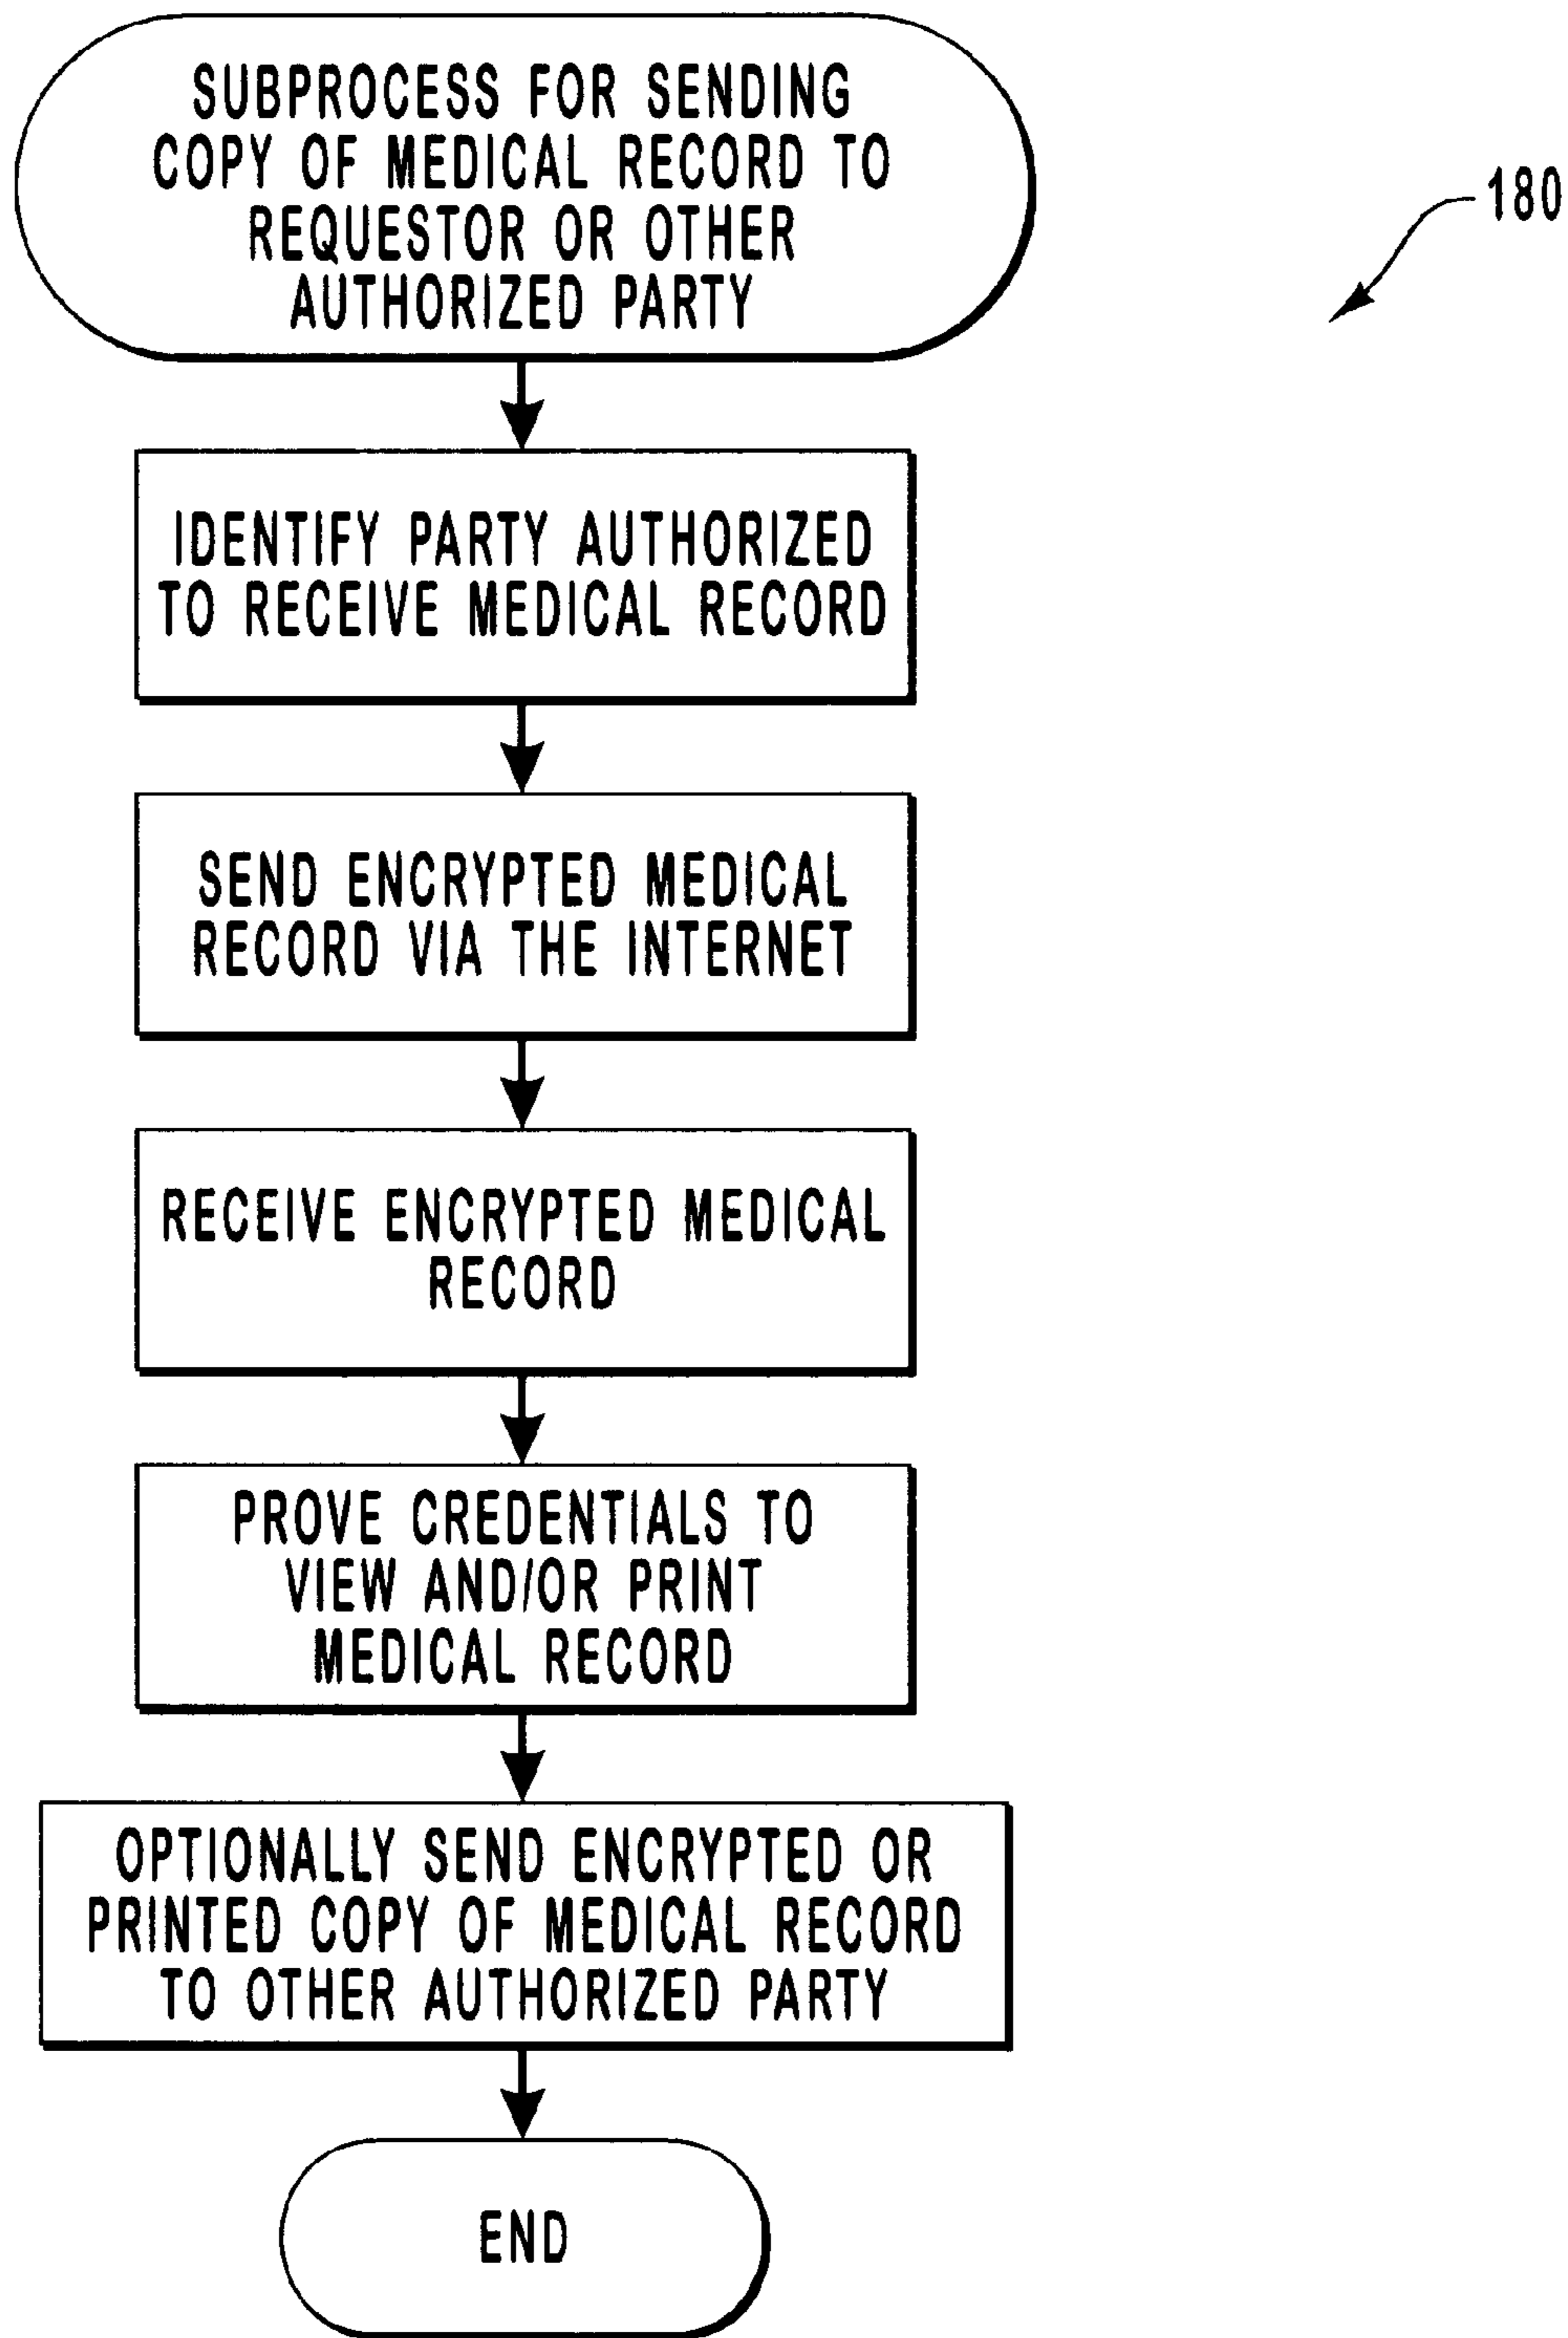 SUBPROCESS FOR SENDING
COPY OF MEDICAL RECORD TO
REQUESTOR OR OTHER
AUTHORIZED PARTY
180
IDENTIFY PARTY AUTHORIZED
TO RECEIVE MEDICAL RECORD
SEND ENCRYPTED MEDICAL
RECORD VIA THE INTERNET
RECEIVE ENCRYPTED MEDICAL
RECORD
PROVE CREDENTIALS TO
VIEW AND/OR PRINT
MEDICAL RECORD
OPTIONALLY SEND ENCRYPTED OR
PRINTED COPY OF MEDICAL RECORD
TO OTHER AUTHORIZED PARTY
END